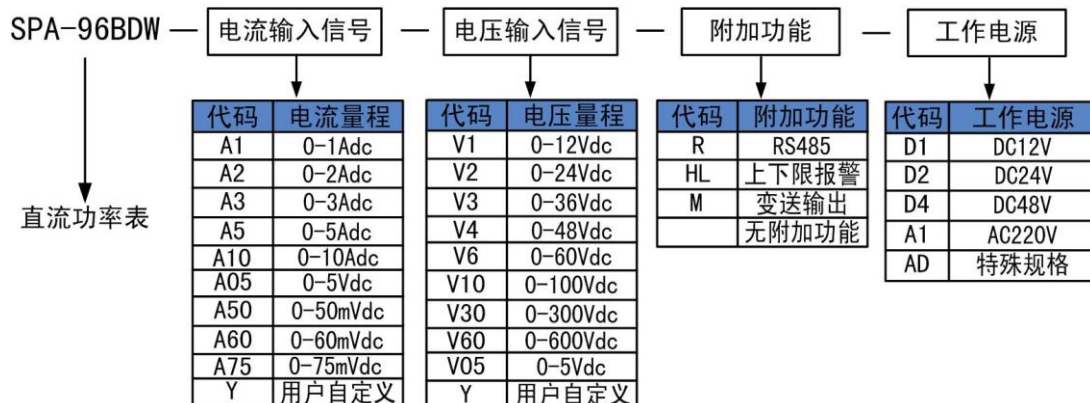 SPA-96BDW — 电流输入信号 — 电压输入信号 — 附加功能 — 工作电源
直流功率表
代码 电流量程
A1 0-1Adc
A2 0-2Adc
A3 0-3Adc
A5 0-5Adc
A10 0-10Adc
A05 0-5Vdc
A50 0-50mVdc
A60 0-60mVdc
A75 0-75mVdc
Y 用户自定义
代码 电压量程
V1 0-12Vdc
V2 0-24Vdc
V3 0-36Vdc
V4 0-48Vdc
V6 0-60Vdc
V10 0-100Vdc
V30 0-300Vdc
V60 0-600Vdc
V05 0-5Vdc
Y 用户自定义
代码 附加功能
R RS485
HL 上下限报警
M 变送输出
无附加功能
代码 工作电源
D1 DC12V
D2 DC24V
D4 DC48V
A1 AC220V
AD 特殊规格